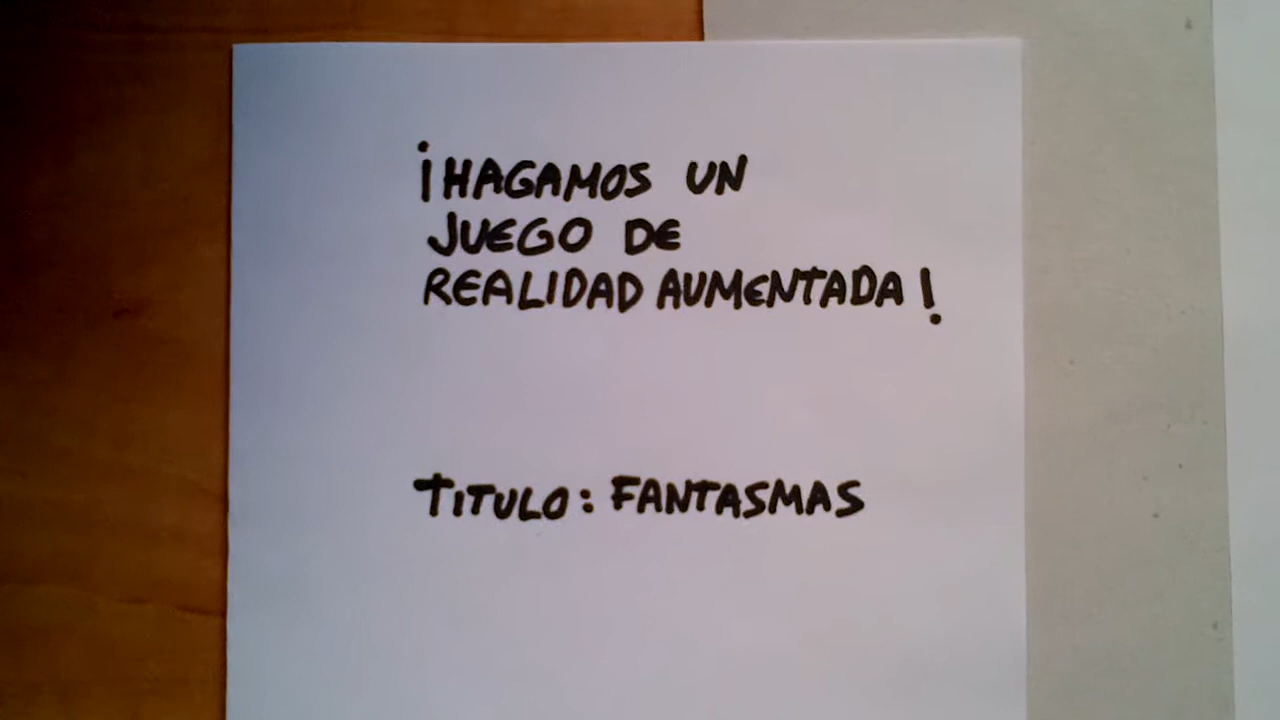 ¡HAGAMOS UN
JUEGO DE
REALIDAD AUMENTADA!
TITULO: FANTASMAS